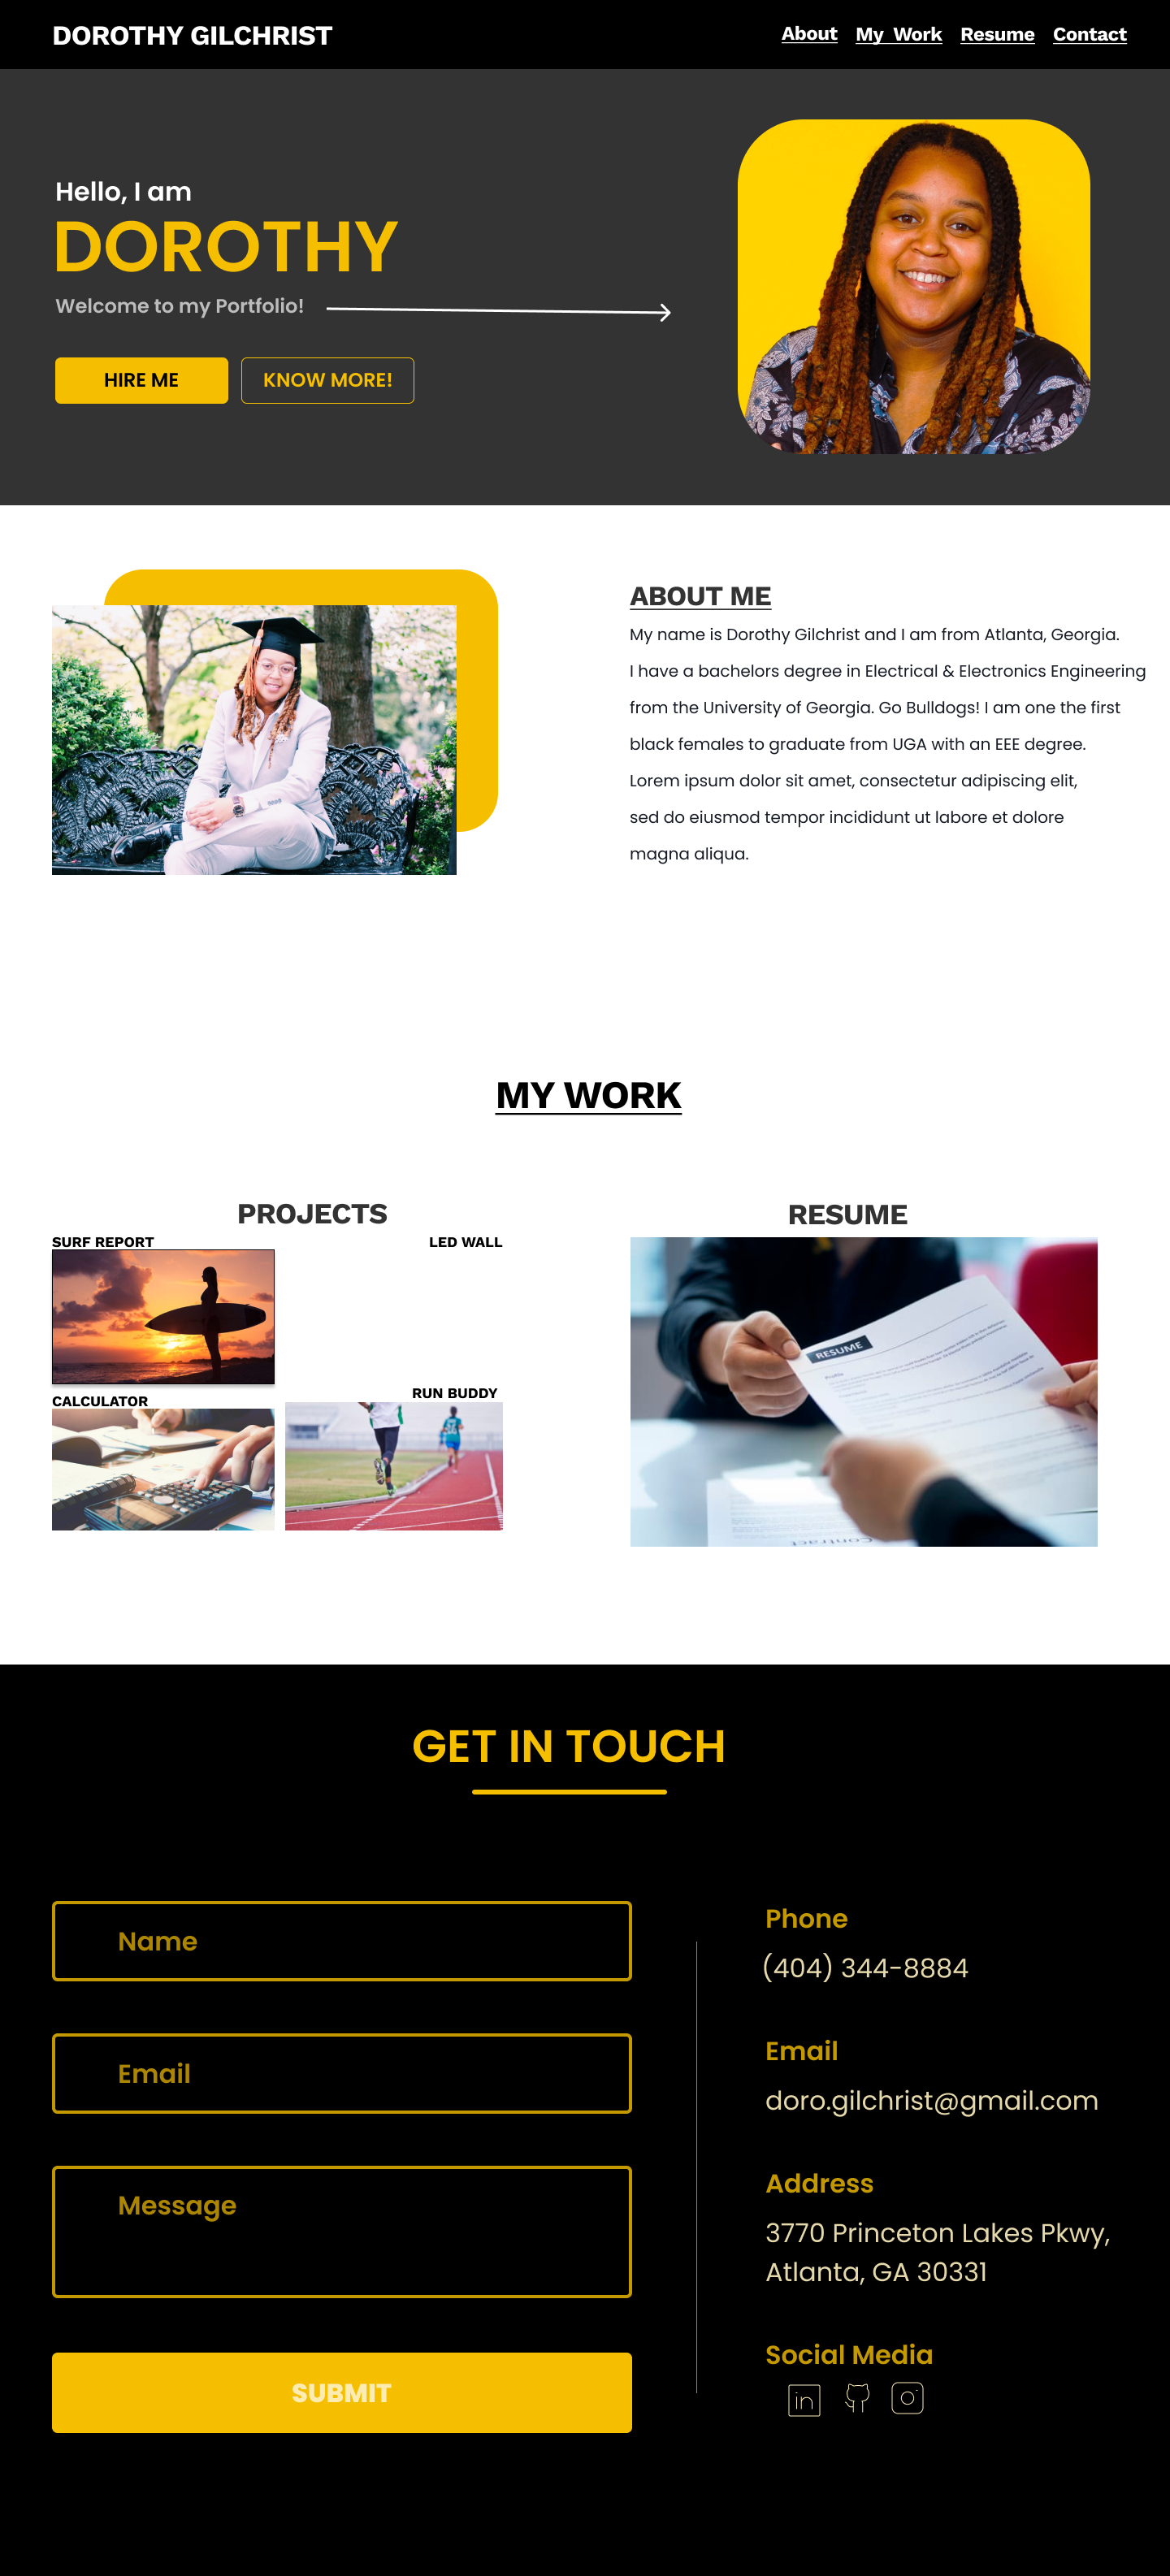 DOROTHY GILCHRIST
About My Work Resume Contact
Hello, I am
DOROTHY
Welcome to my Portfolio!
HIRE ME
KNOW MORE!
ABOUT ME
My name is Dorothy Gilchrist and I am from Atlanta, Georgia.
I have a bachelors degree in Electrical & Electronics Engineering
from the University of Georgia. Go Bulldogs! I am one the first
black females to graduate from UGA with an EEE degree.
Lorem ipsum dolor sit amet, consectetur adipiscing elit,
sed do eiusmod tempor incididunt ut labore et dolore
magna aliqua.
MY WORK
PROJECTS
SURF REPORT
LED WALL
CALCULATOR
RUN BUDDY
RESUME
RESUME
Profile
Contract
GET IN TOUCH
Name
Email
Message
SUBMIT
Phone
(404) 344-8884
Email
doro.gilchrist@gmail.com
Address
3770 Princeton Lakes Pkwy,
Atlanta, GA 30331
Social Media
in